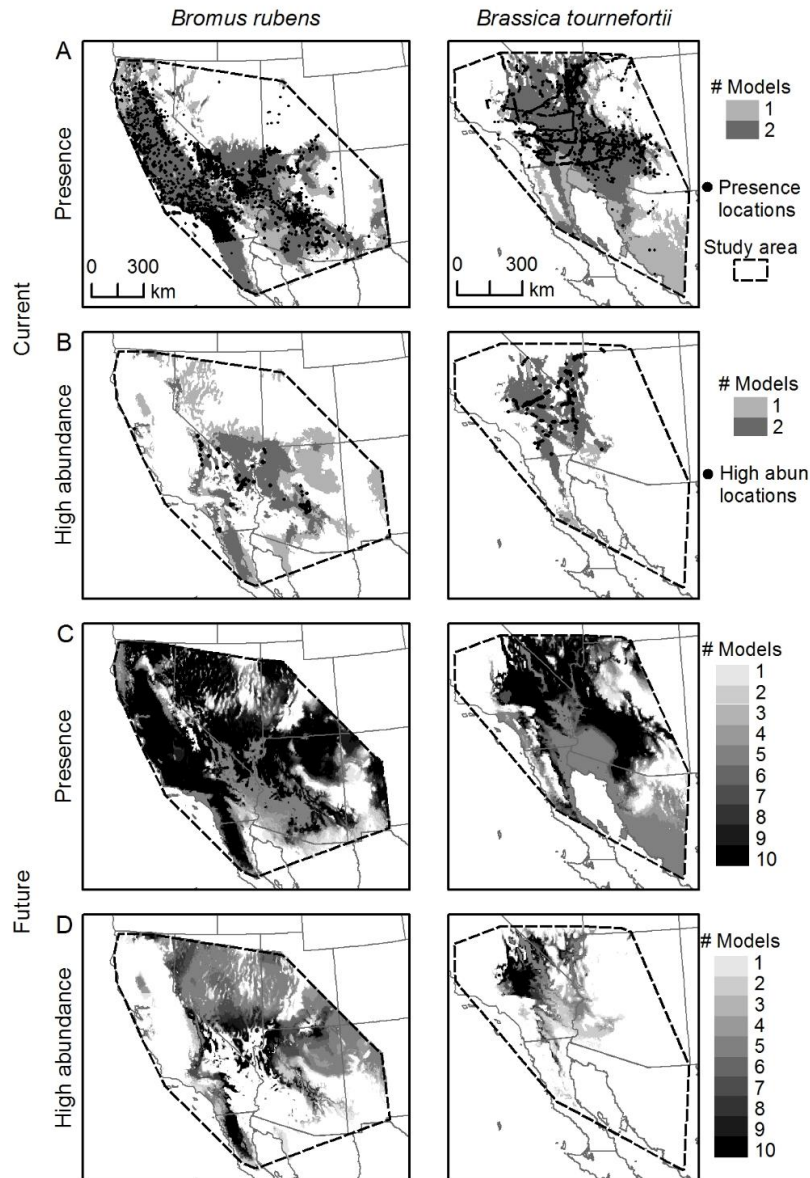 Bromus rubens
Brassica tournefortii
Current
Future
A
Presence
0 300
km
0 300
km
# Models
1
2
Presence
locations
Study area
B
High abundance
# Models
1
2
High abun
locations
C
Presence
# Models
1
2
3
4
5
6
7
8
9
10
D
High abundance
# Models
1
2
3
4
5
6
7
8
9
10